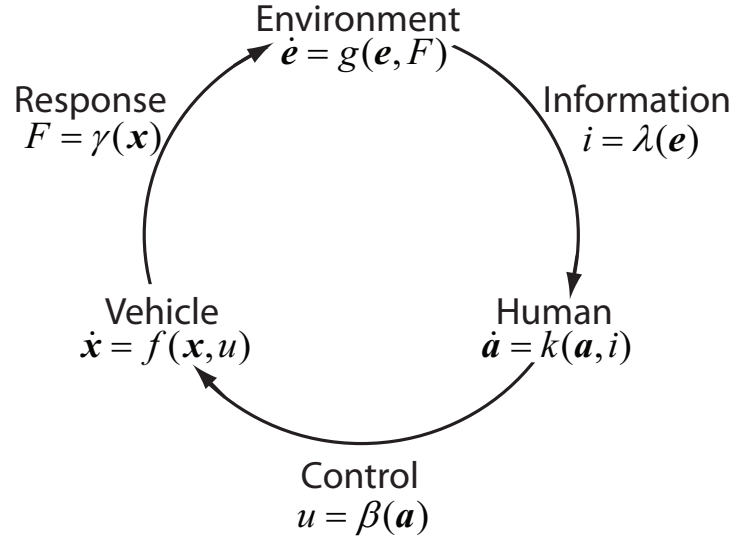 Environment
ė = g(e, F)
Response
F = γ(x)
Information
i = λ(e)
Vehicle
ẋ = f(x, u)
Human
ȧ = k(a, i)
Control
u = β(a)